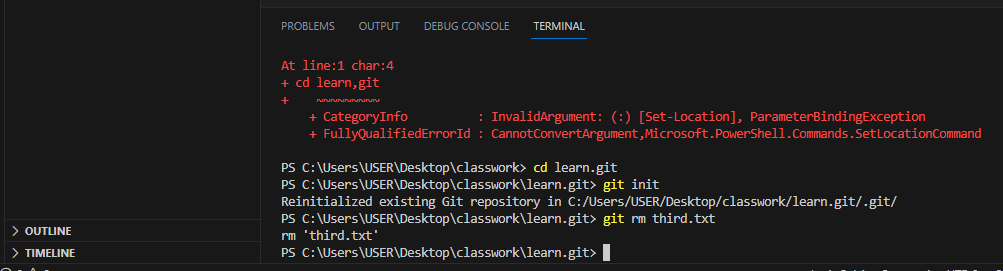 PROBLEMS OUTPUT DEBUG CONSOLE TERMINAL
At line:1 char:4
+ cd learn,git
+    ~~~~~~~~~
    + CategoryInfo          : InvalidArgument: (:) [Set-Location], ParameterBindingException
    + FullyQualifiedErrorId : CannotConvertArgument,Microsoft.PowerShell.Commands.SetLocationCommand
PS C:\Users\USER\Desktop\classwork> cd learn.git
PS C:\Users\USER\Desktop\classwork\learn.git> git init
Reinitialized existing Git repository in C:/Users/USER/Desktop/classwork/learn.git/.git/
PS C:\Users\USER\Desktop\classwork\learn.git> git rm third.txt
rm 'third.txt'
PS C:\Users\USER\Desktop\classwork\learn.git>
OUTLINE
TIMELINE